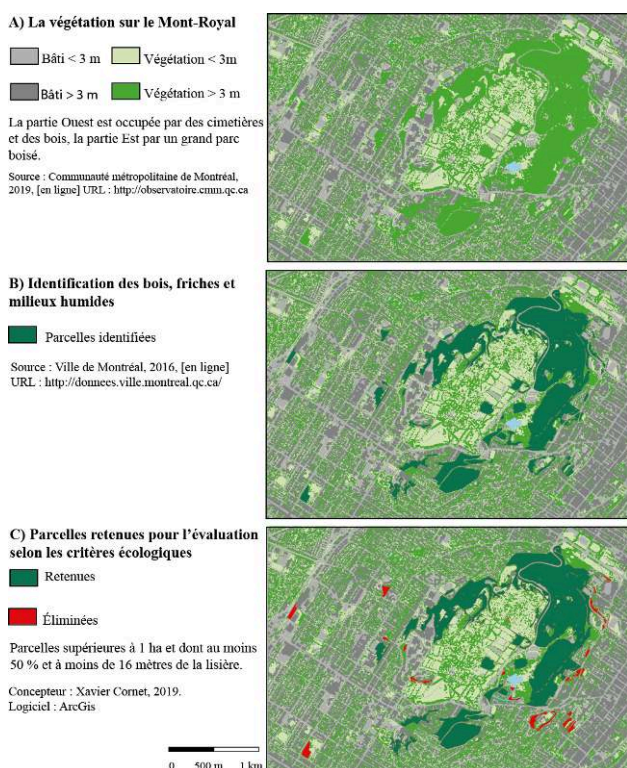 A) La végétation sur le Mont-Royal
Bâti < 3 m
Végétation < 3m
Bâti > 3 m
Végétation > 3 m
La partie Ouest est occupée par des cimetières
et des bois, la partie Est par un grand parc
boisé.
Source : Communauté métropolitaine de Montréal,
2019, [en ligne] URL : http://observatoire.cmm.qc.ca
B) Identification des bois, friches et
milieux humides
Parcelles identifiées
Source : Ville de Montréal, 2016, [en ligne]
URL : http://donnees.ville.montreal.qc.ca/
C) Parcelles retenues pour l'évaluation
selon les critères écologiques
Retenues
Éliminées
Parcelles supérieures à 1 ha et dont au moins
50 % et à moins de 16 mètres de la lisière.
Concepteur : Xavier Cornet, 2019.
Logiciel : ArcGis
0 500 m 1 km